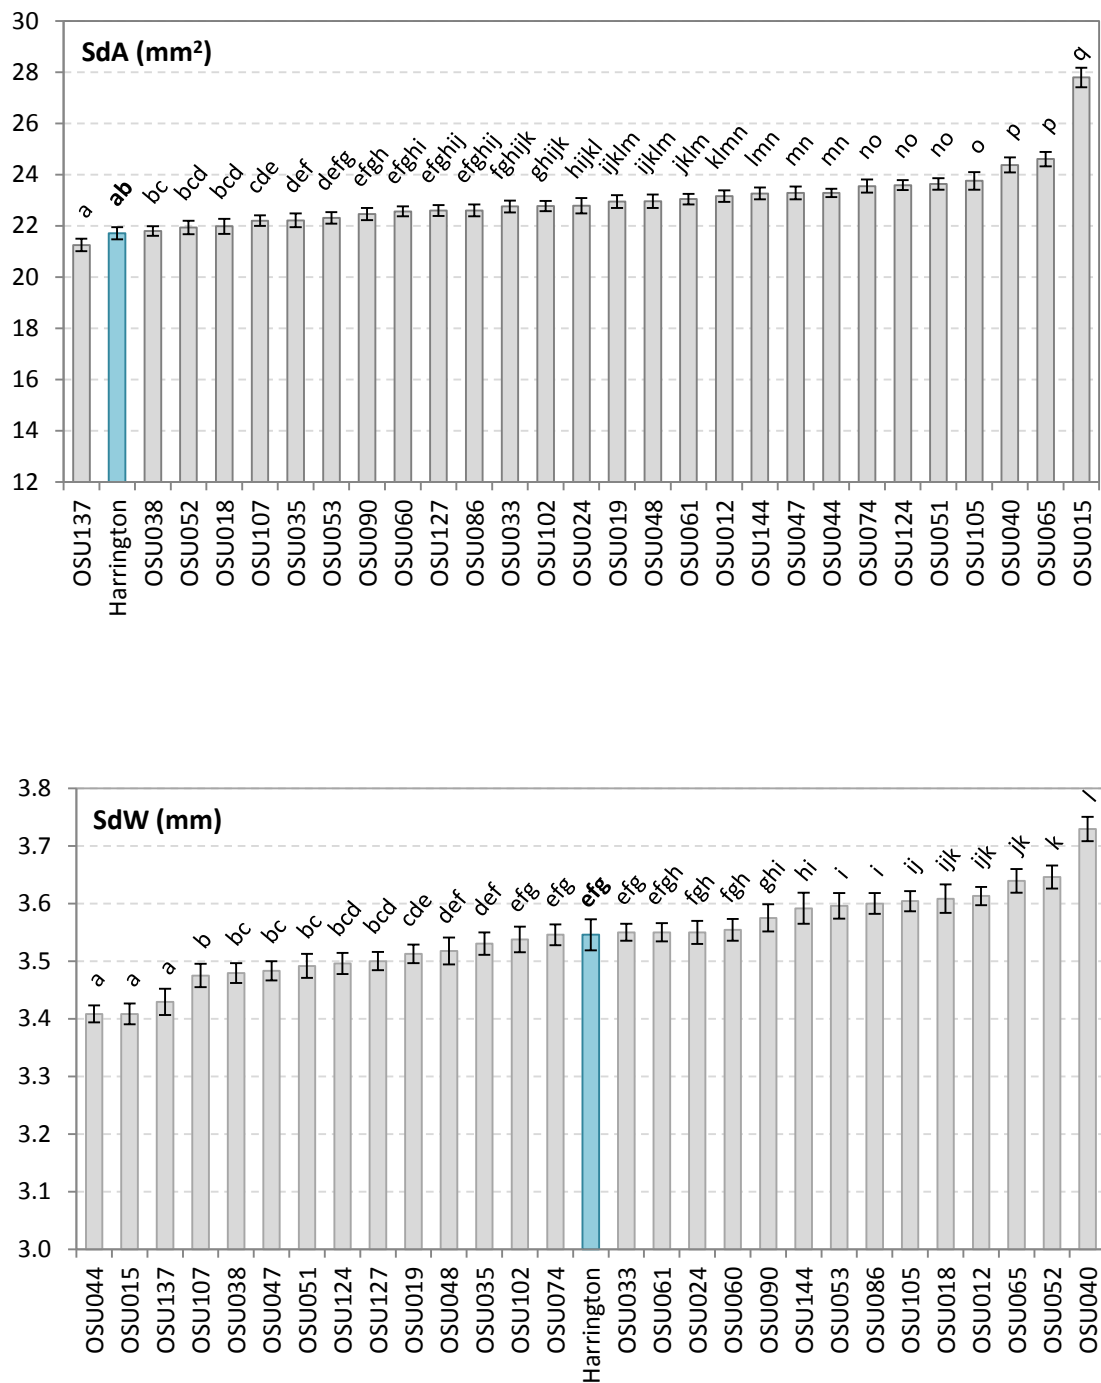 SdA (mm²)
30
28
26
24
22
20
18
16
14
12
a
ab
bc
bcd
bcd
cde
def
defg
efgh
efghi
efghij
efghij
fghijk
ghijk
hijkl
ijklm
ijklm
jklm
klmn
lmn
mn
mn
no
no
no
o
p
p
q
OSU137
Harrington
OSU038
OSU052
OSU018
OSU107
OSU035
OSU053
OSU090
OSU060
OSU127
OSU086
OSU033
OSU102
OSU024
OSU019
OSU048
OSU061
OSU012
OSU144
OSU047
OSU044
OSU074
OSU124
OSU051
OSU105
OSU040
OSU065
OSU015
SdW (mm)
3.8
3.7
3.6
3.5
3.4
3.3
3.2
3.1
3.0
a
a
a
b
bc
bc
bc
bcd
bcd
cde
def
def
efg
efg
efg
efg
efgh
fgh
fgh
ghi
hi
i
i
ij
ijk
ijk
jk
k
l
OSU044
OSU015
OSU137
OSU107
OSU038
OSU047
OSU051
OSU124
OSU127
OSU019
OSU048
OSU035
OSU102
OSU074
Harrington
OSU033
OSU061
OSU024
OSU060
OSU090
OSU144
OSU053
OSU086
OSU105
OSU018
OSU012
OSU065
OSU052
OSU040